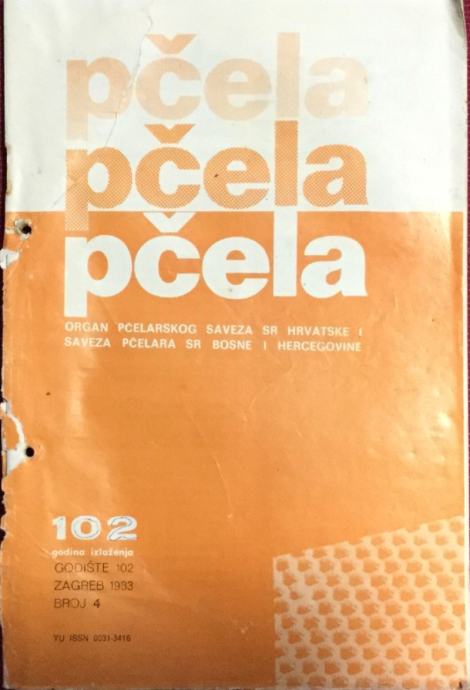 pčela
pčela
pčela
ORGAN PČELARSKOG SAVEZA SR HRVATSKE I
SAVEZA PČELARA SR BOSNE I HERCEGOVINE
102
godina izlaženja
GODIŠTE 102
ZAGREB 1983
BROJ 4
YU ISSN 0031-3416